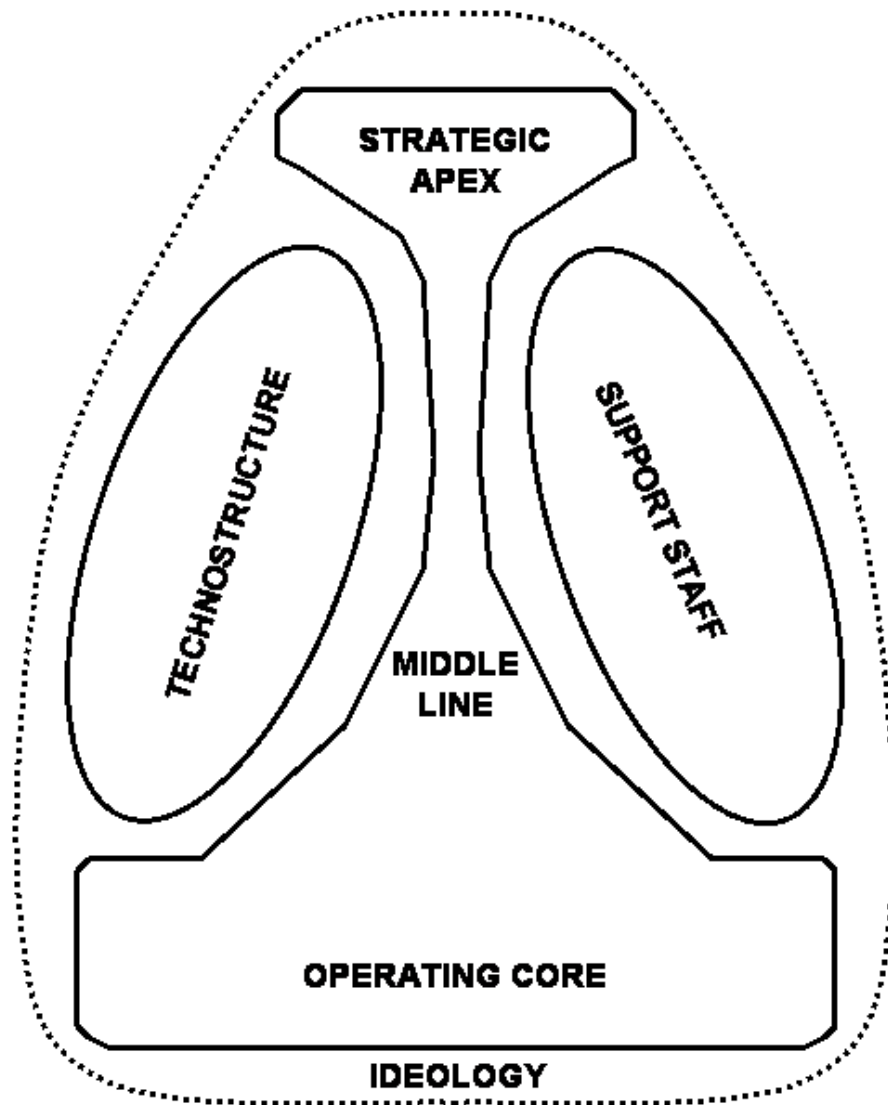 STRATEGIC
APEX
TECHNOSTRUCTURE
SUPPORT STAFF
MIDDLE
LINE
OPERATING CORE
IDEOLOGY